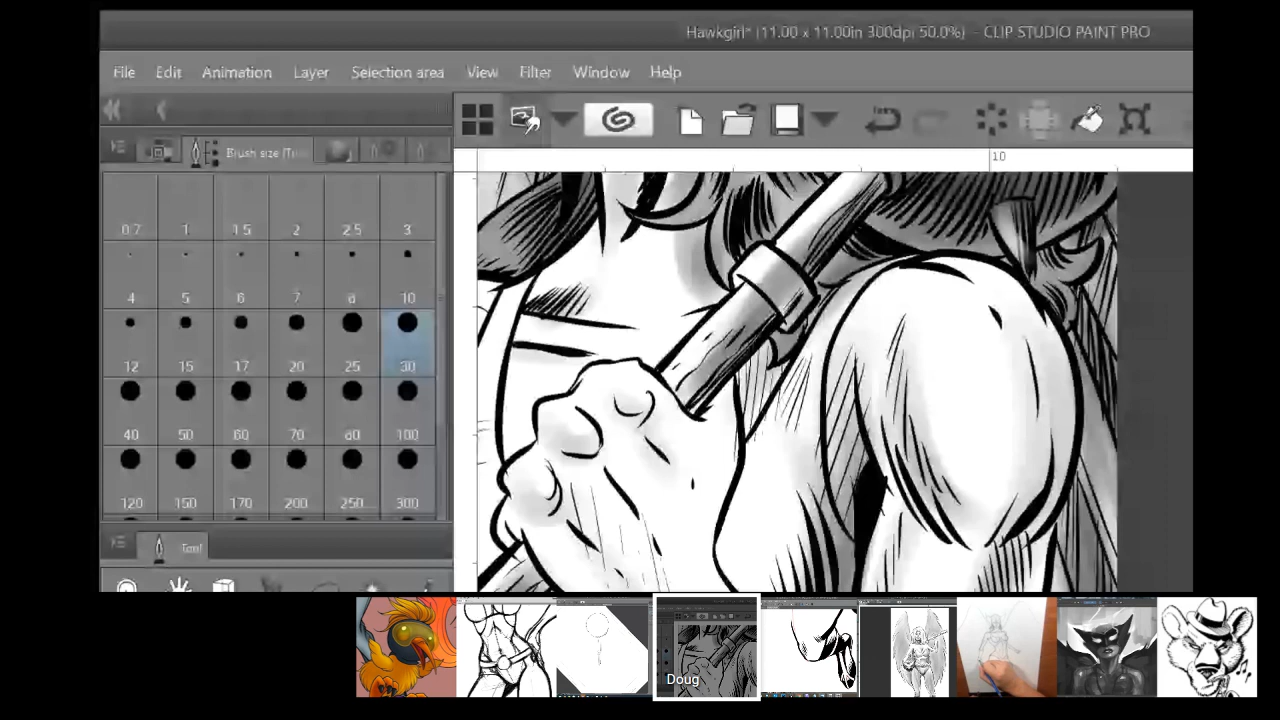 Hawkgirl* (11.00 x 11.00in 300dpi 50.0%) - CLIP STUDIO PAINT PRO
File Edit Animation Layer Selection area View Filter Window Help
Brush size
10
0.7 1 1.5 2 2.5 3
4 5 6 7 8 10
12 15 17 20 25 30
40 50 60 70 80 100
120 150 170 200 250 300
Tool
Doug